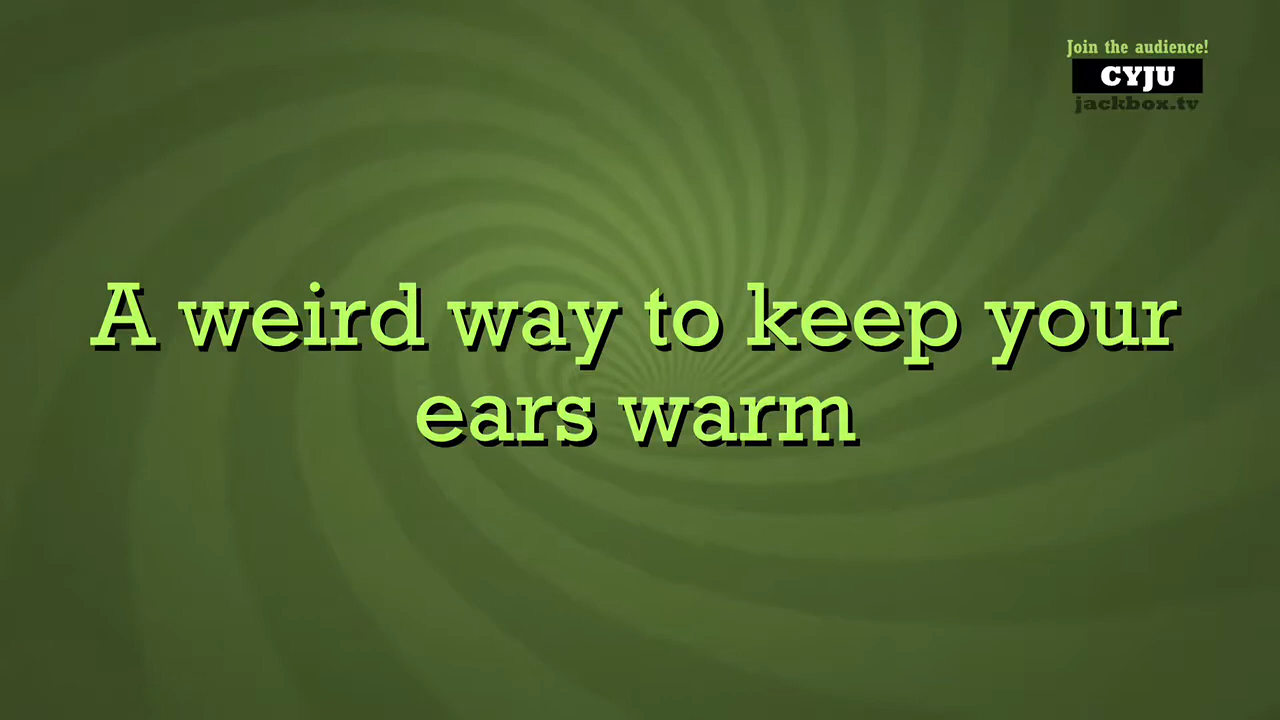 Join the audience!
CYJU
jackbox.tv
A weird way to keep your
ears warm